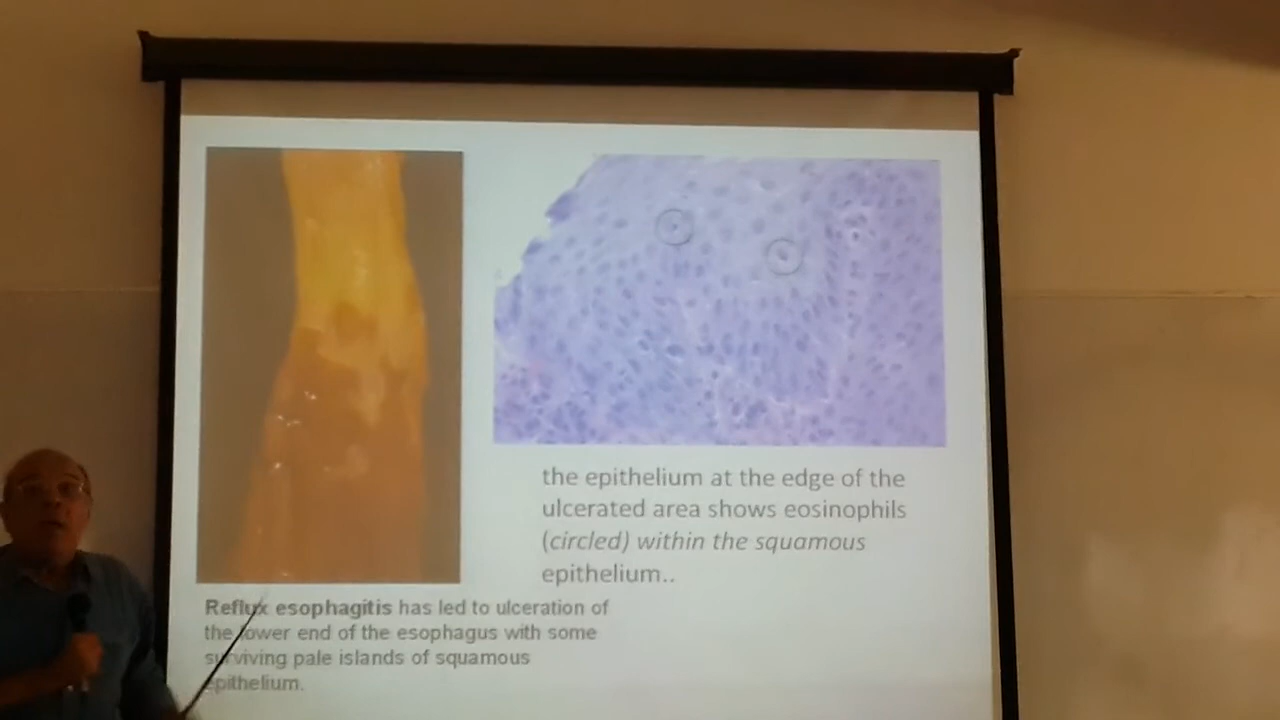 the epithelium at the edge of the
ulcerated area shows eosinophils
(circled) within the squamous
epithelium..
Reflux esophagitis has led to ulceration of
the lower end of the esophagus with some
surviving pale islands of squamous
epithelium.